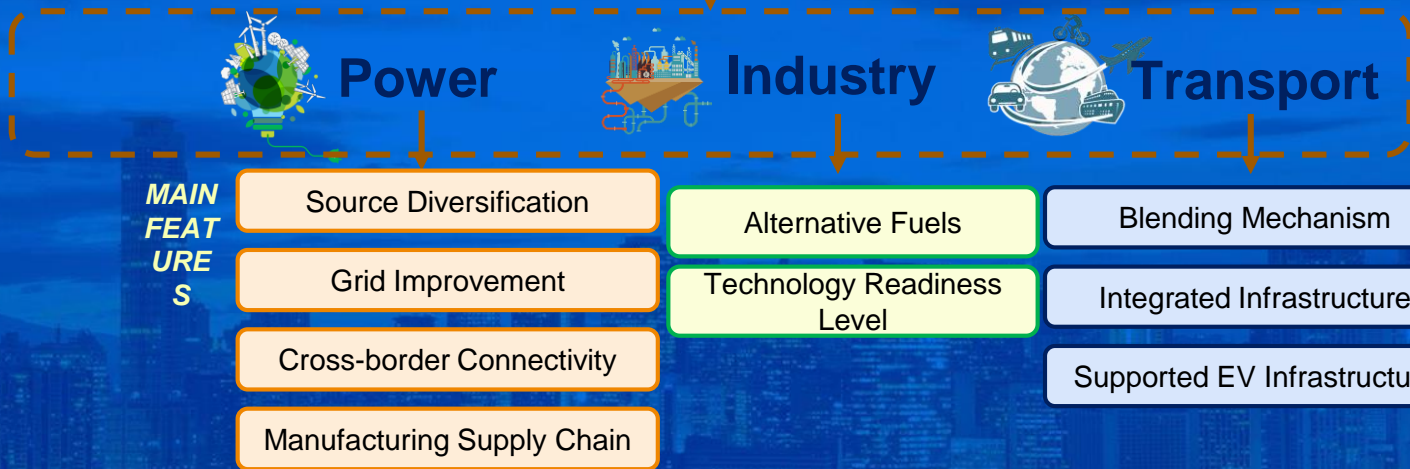 Power
Industry
Transport
MAIN
FEAT
URE
S
Source Diversification
Grid Improvement
Cross-border Connectivity
Manufacturing Supply Chain
Alternative Fuels
Technology Readiness
Level
Blending Mechanism
Integrated Infrastructure
Supported EV Infrastructu